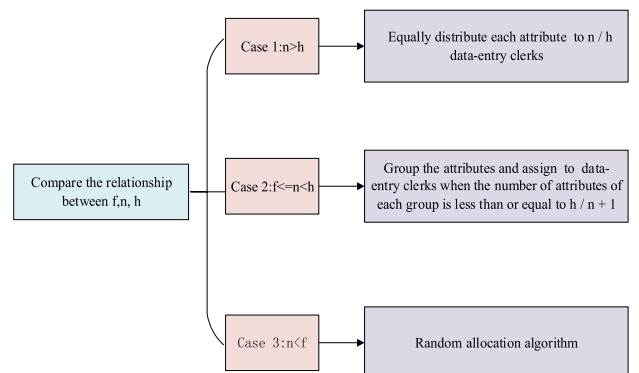 Case 1:n>h
Equally distribute each attribute to n / h
data-entry clerks
Compare the relationship
between f,n, h
Case 2:f<=n<h
Group the attributes and assign to data-
entry clerks when the number of attributes of
each group is less than or equal to h / n + 1
Case 3:n<f
Random allocation algorithm